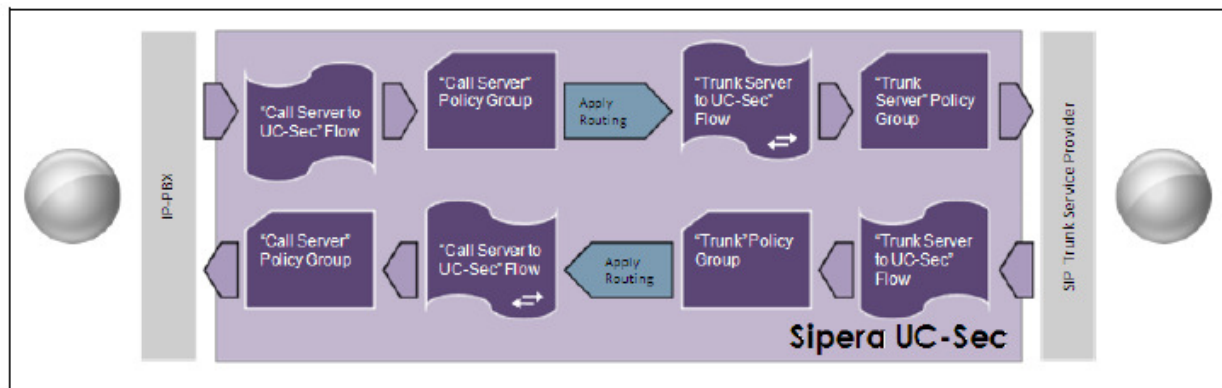 IP-PBX
"Call Server to
UC-Sec" Flow
"Call Server"
Policy Group
Apply
Routing
"Trunk Server
to UC-Sec"
Flow
"Trunk
Server" Policy
Group
"Call Server"
Policy Group
"Call Server to
UC-Sec" Flow
Apply
Routing
"Trunk" Policy
Group
"Trunk Server
to UC-Sec"
Flow
Sipera UC-Sec
SIP Trunk Service Provider